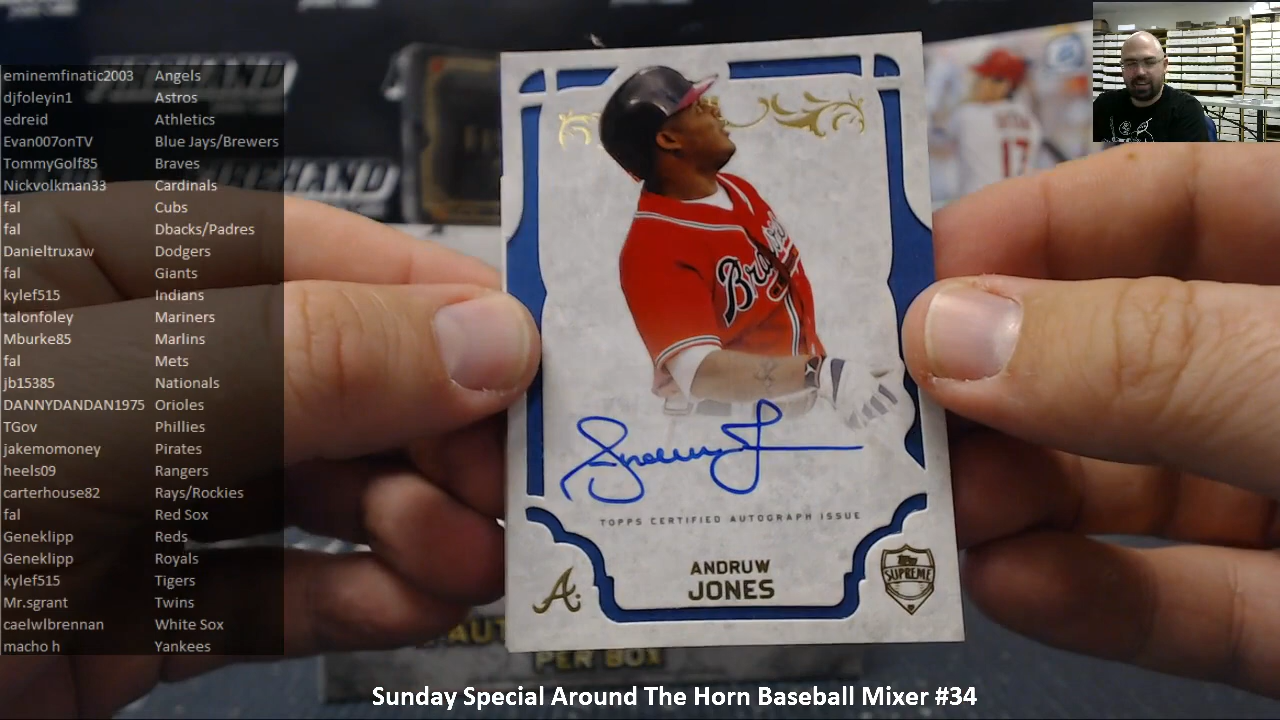 eminemfinatic2003 Angels
djfoleyin1 Astros
edreid Athletics
Evan007onTV Blue Jays/Brewers
TommyGolf85 Braves
Nickvolkman33 Cardinals
fal Cubs
fal Dbacks/Padres
Danieltruxaw Dodgers
fal Giants
kylef515 Indians
talonfoley Mariners
Mburke85 Marlins
fal Mets
jb15385 Nationals
DANNYDANDAN1975 Orioles
TGov Phillies
jakemomoney Pirates
heels09 Rangers
carterhouse82 Rays/Rockies
fal Red Sox
Geneklipp Reds
Geneklipp Royals
kylef515 Tigers
Mr.sgrant Twins
caelwlbrennan White Sox
macho h Yankees
17
Braves
Andruw Jones
TOPPS CERTIFIED AUTOGRAPH ISSUE
ANDRUW
JONES
A
Topps
SUPREME
PER BOX
Sunday Special Around The Horn Baseball Mixer #34